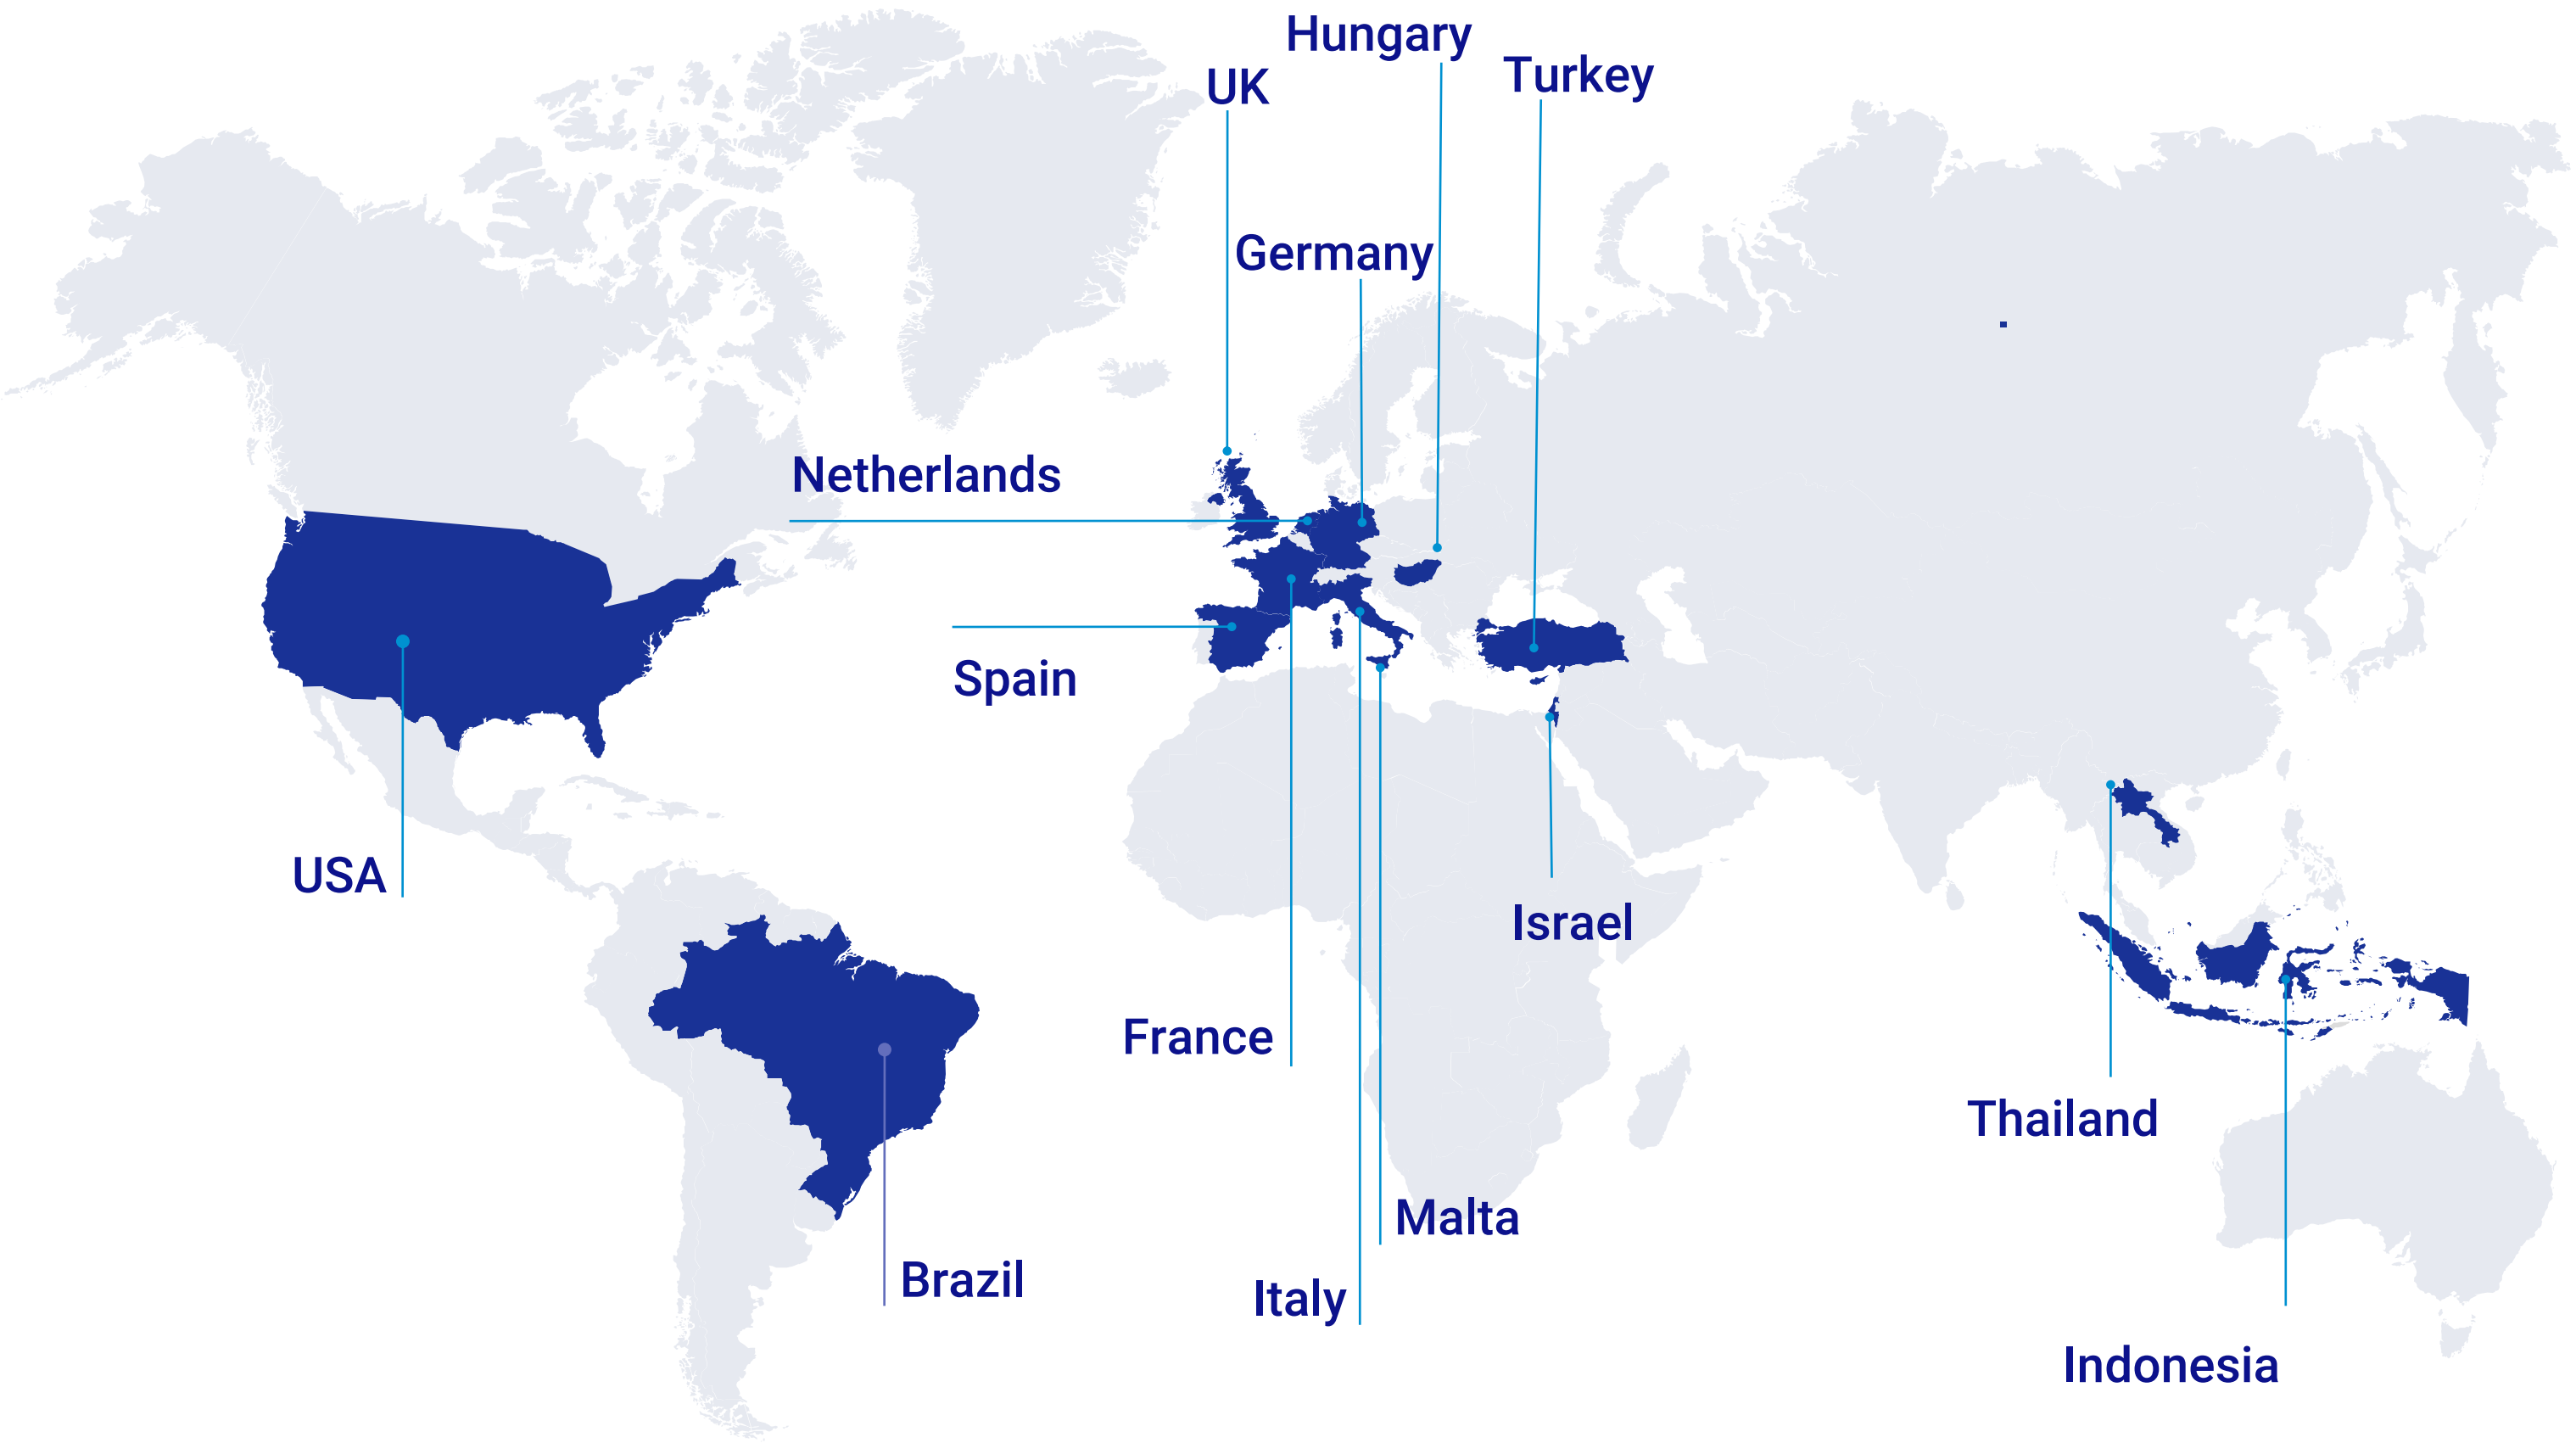 Hungary
Turkey
UK
Germany
Netherlands
Spain
USA
Israel
France
Thailand
Malta
Brazil
Italy
Indonesia